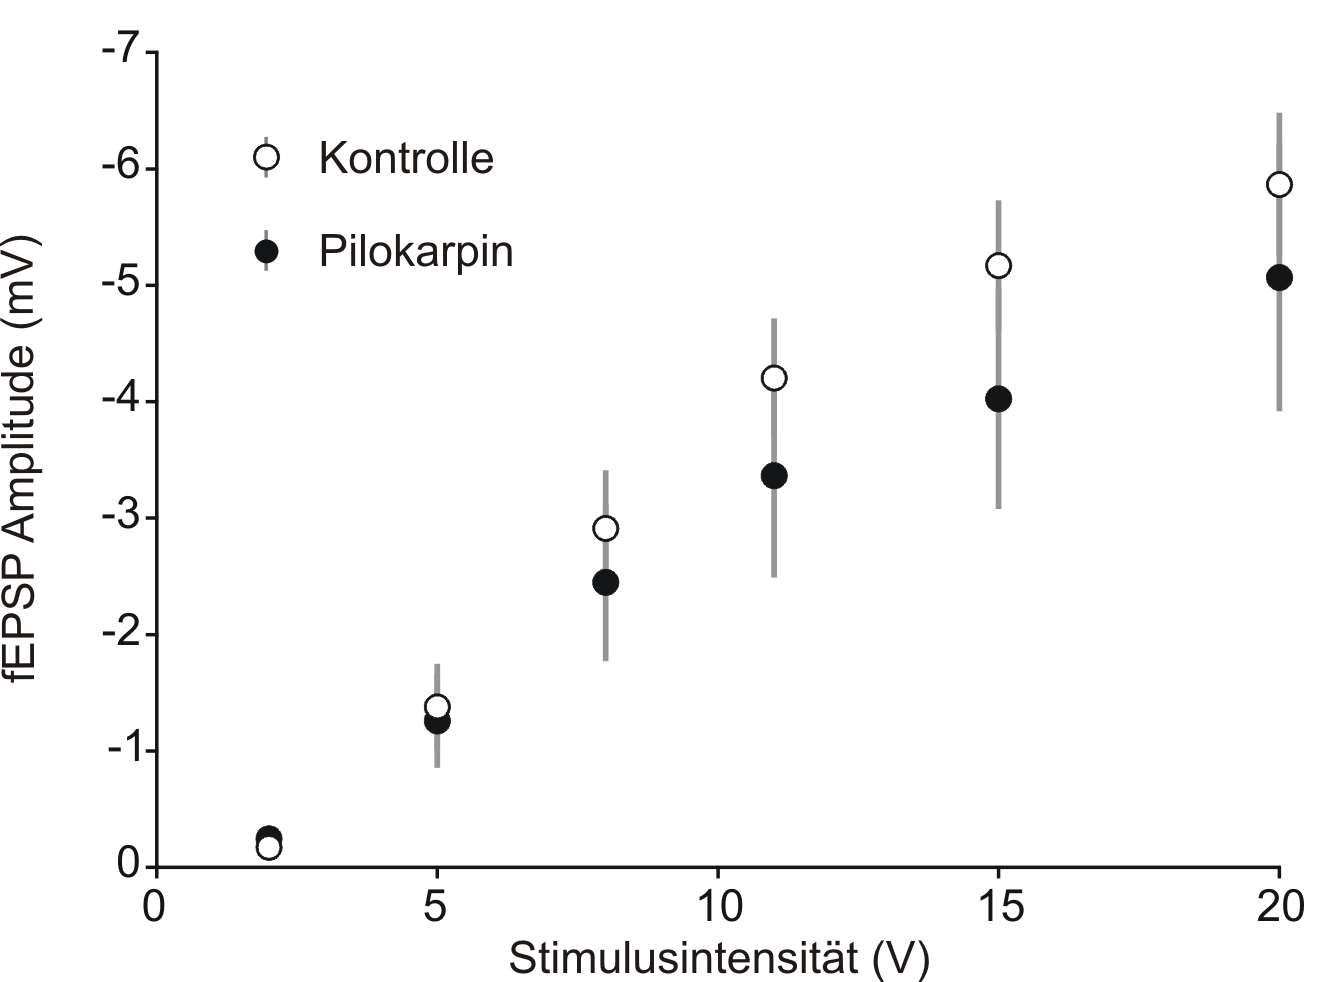 -7
-6
-5
-4
-3
-2
-1
0
fEPSP Amplitude (mV)
Kontrolle
Pilokarpin
0 5 10 15 20
Stimulusintensität (V)